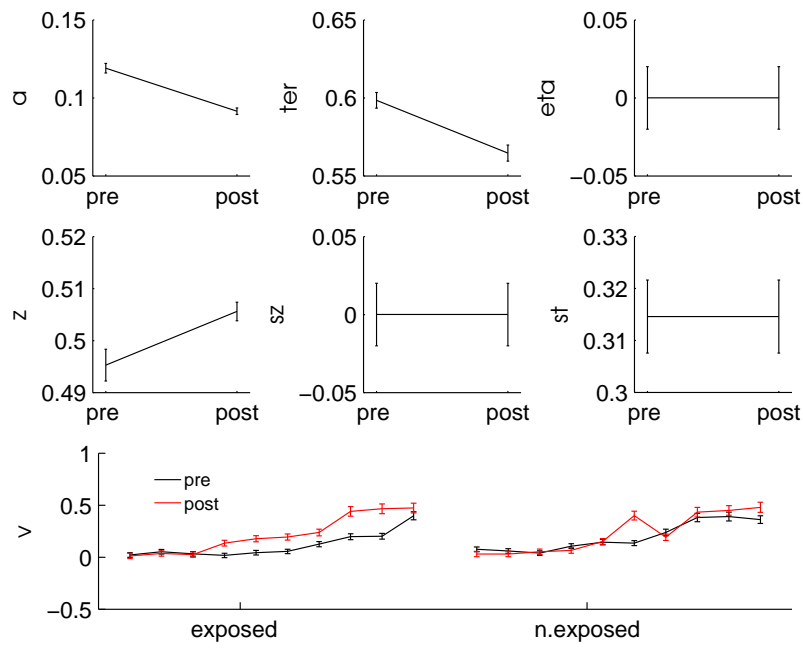 0.15
0.1
0.05
a
pre
post
0.65
0.6
0.55
ter
pre
post
0.05
0
−0.05
eta
pre
post
0.52
0.51
0.5
0.49
z
pre
post
0.05
0
−0.05
sz
pre
post
0.33
0.32
0.31
0.3
st
pre
post
1
0.5
0
−0.5
v
pre
post
exposed
n.exposed